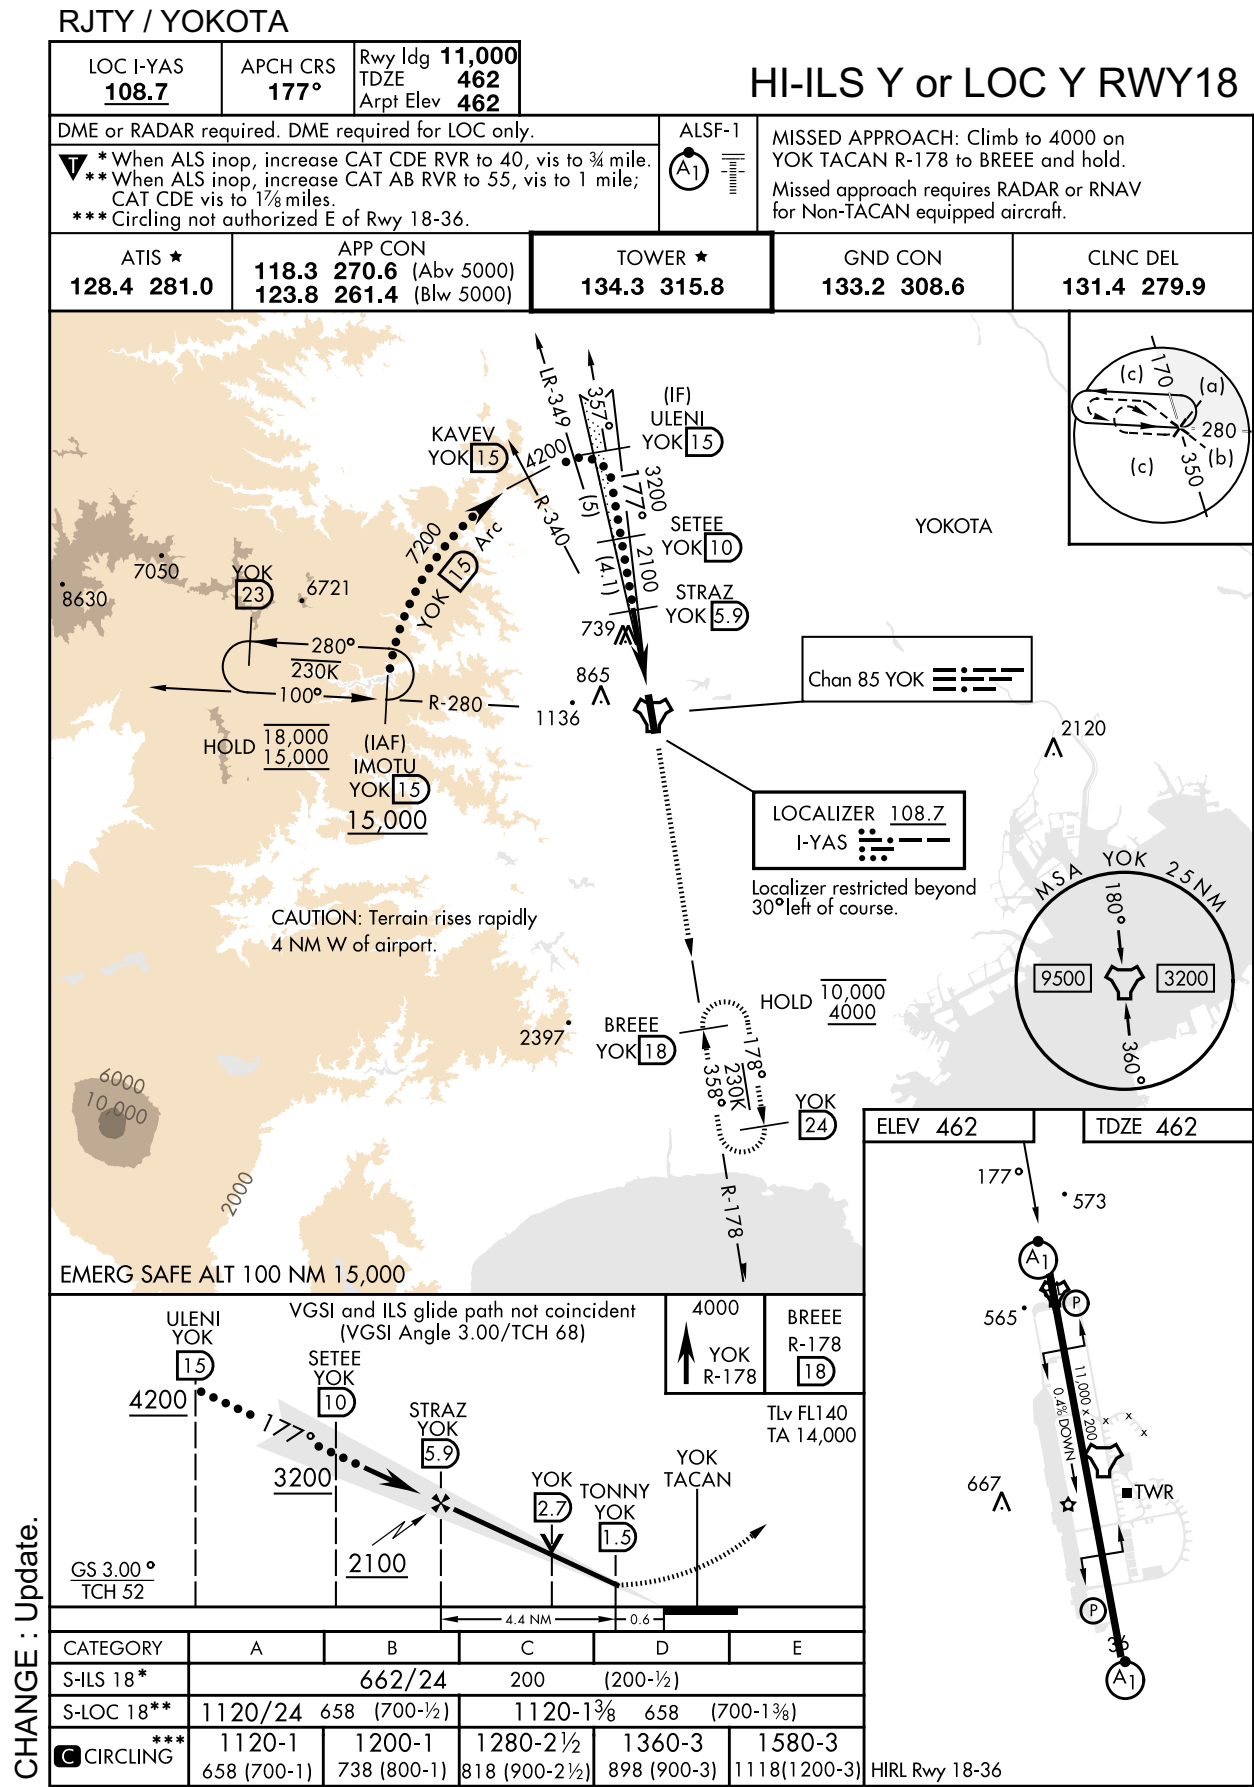 RJTY / YOKOTA
HI-ILS Y or LOC Y RWY18
LOC I-YAS
108.7
APCH CRS
177°
Rwy ldg 11,000
TDZE 462
Arpt Elev 462
DME or RADAR required. DME required for LOC only.
T * When ALS inop, increase CAT CDE RVR to 40, vis to ¾ mile.
** When ALS inop, increase CAT AB RVR to 55, vis to 1 mile;
CAT CDE vis to 1⅞ miles.
*** Circling not authorized E of Rwy 18-36.
ALSF-1
A1
MISSED APPROACH: Climb to 4000 on
YOK TACAN R-178 to BREEE and hold.
Missed approach requires RADAR or RNAV
for Non-TACAN equipped aircraft.
ATIS ★
128.4 281.0
APP CON
118.3 270.6 (Abv 5000)
123.8 261.4 (Blw 5000)
TOWER ★
134.3 315.8
GND CON
133.2 308.6
CLNC DEL
131.4 279.9
LR-349
357°
(IF)
ULENI
YOK 15
KAVEV
YOK 15
4200
R-340
(5)
3200
177°
SETEE
YOK 10
(4.1)
2100
STRAZ
YOK 5.9
YOKOTA
170
(c)
(a)
280
(b)
(c)
350
7200
YOK 15 Arc
7050
8630
YOK
23
6721
280°
230K
100°
R-280
HOLD 18,000
15,000
(IAF)
IMOTU
YOK 15
15,000
739
865
1136
Chan 85 YOK
2120
LOCALIZER 108.7
I-YAS
Localizer restricted beyond
30° left of course.
CAUTION: Terrain rises rapidly
4 NM W of airport.
MSA YOK 25NM
180°
9500
3200
360°
HOLD 10,000
4000
BREEE
YOK 18
178°
230K
358°
YOK
24
R-178
2397
6000
10,000
2000
EMERG SAFE ALT 100 NM 15,000
ELEV 462
TDZE 462
177°
573
A1
P
565
11,000 x 200
0.4% DOWN
x
x
x
667
TWR
P
36
A1
HIRL Rwy 18-36
VGSI and ILS glide path not coincident
(VGSI Angle 3.00/TCH 68)
ULENI
YOK
15
4200
SETEE
YOK
10
177°
3200
STRAZ
YOK
5.9
2100
YOK
2.7
TONNY
YOK
1.5
YOK
TACAN
4000
YOK
R-178
BREEE
R-178
18
TLv FL140
TA 14,000
GS 3.00°
TCH 52
4.4 NM
0.6
CATEGORY A B C D E
S-ILS 18* 662/24 200 (200-½)
S-LOC 18** 1120/24 658 (700-½) 1120-1⅜ 658 (700-1⅜)
C CIRCLING *** 1120-1 1200-1 1280-2½ 1360-3 1580-3
658 (700-1) 738 (800-1) 818 (900-2½) 898 (900-3) 1118(1200-3)
CHANGE : Update.